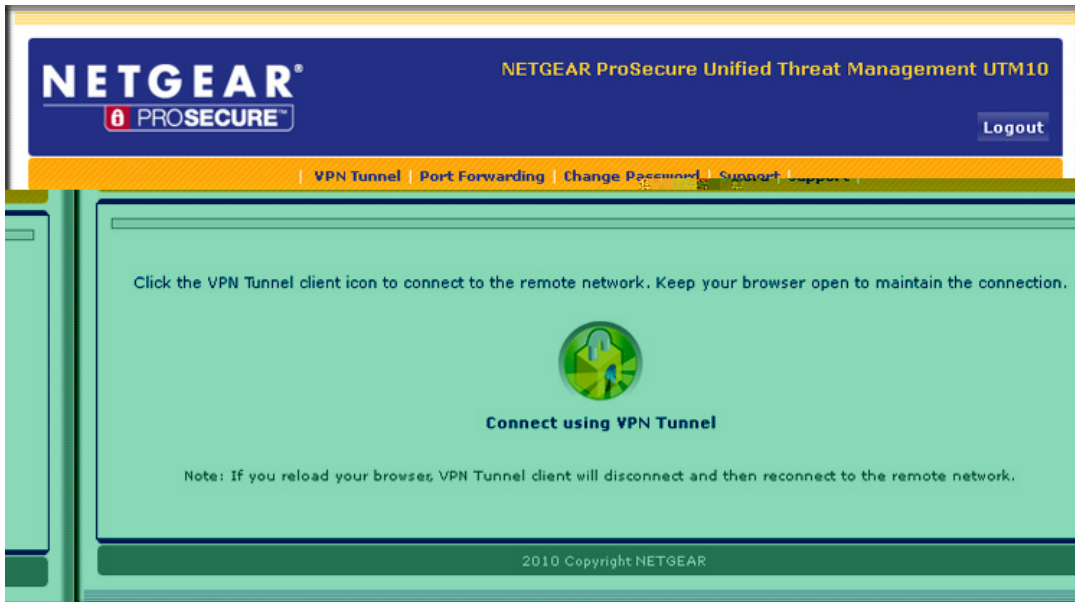 NETGEAR®
PROSECURE™
NETGEAR ProSecure Unified Threat Management UTM10
Logout
| VPN Tunnel | Port Forwarding | Change Password | Support | Support |
Click the VPN Tunnel client icon to connect to the remote network. Keep your browser open to maintain the connection.
Connect using VPN Tunnel
Note: If you reload your browser, VPN Tunnel client will disconnect and then reconnect to the remote network.
2010 Copyright NETGEAR